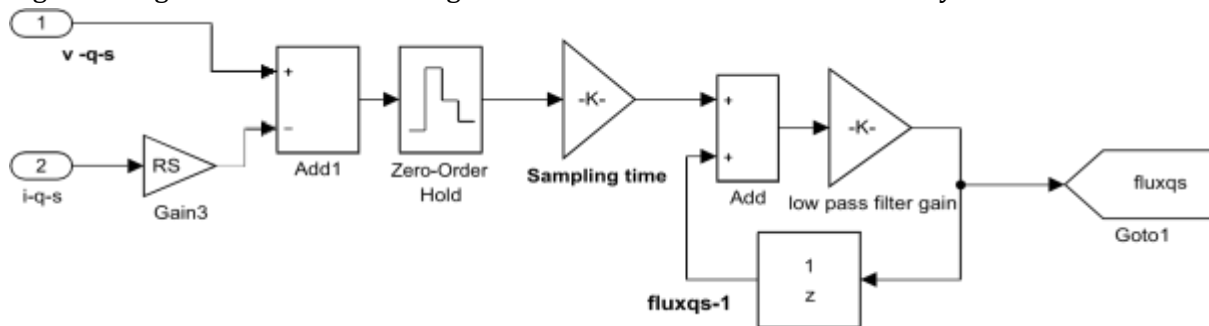 1
v -q-s
2
i-q-s
RS
Gain3
+
−
Add1
Zero-Order
Hold
-K-
Sampling time
+
+
Add
-K-
low pass filter gain
1
z
fluxqs-1
fluxqs
Goto1